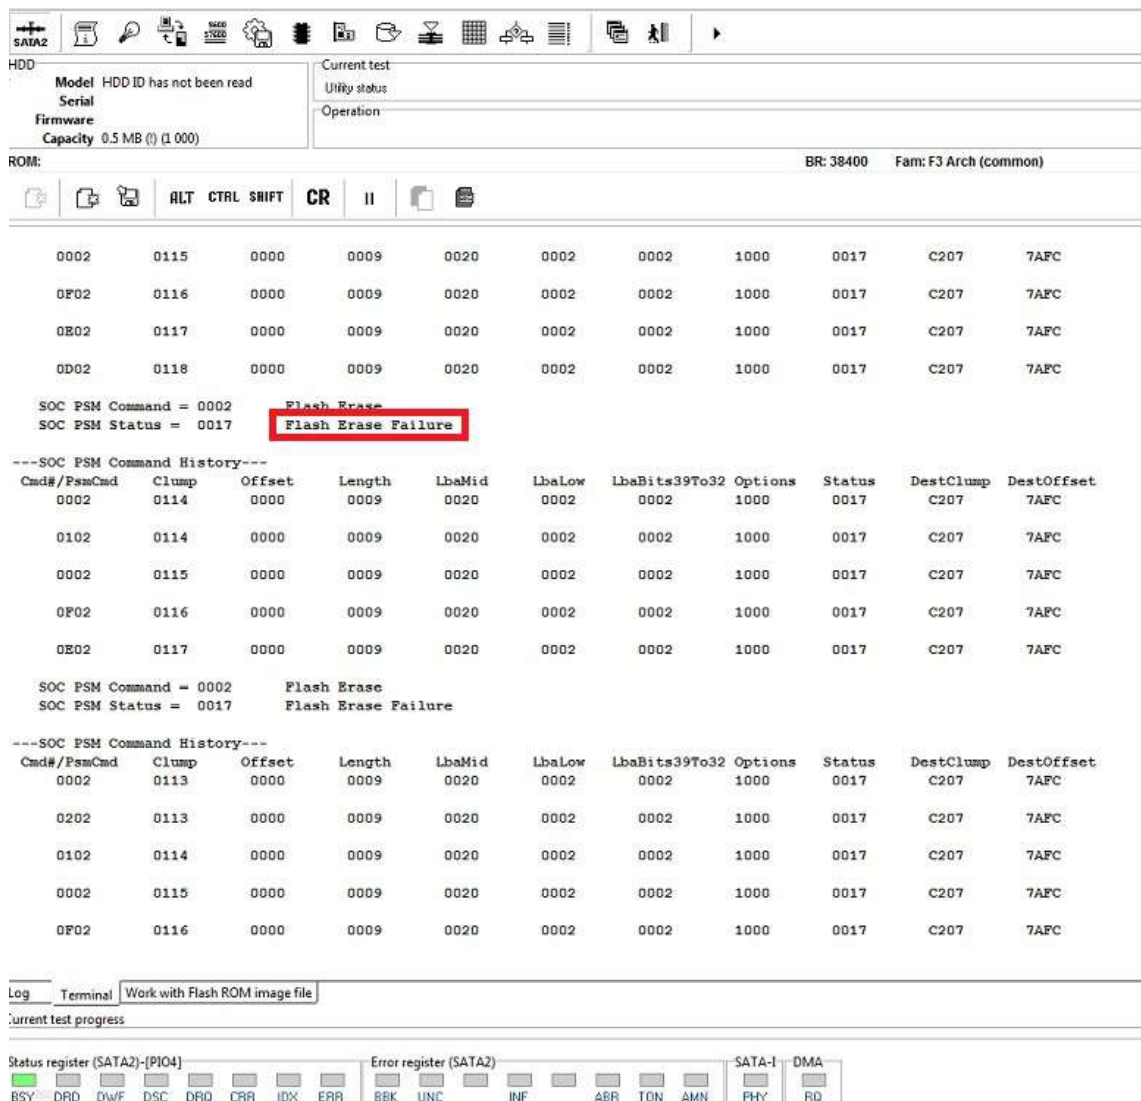 SATA2
HDD
Model HDD ID has not been read
Serial
Firmware
Capacity 0.5 MB (!) (1 000)
Current test
Utility status
Operation
ROM:
BR: 38400 Fam: F3 Arch (common)
ALT CTRL SHIFT CR II
0002 0115 0000 0009 0020 0002 0002 1000 0017 C207 7AFC
0F02 0116 0000 0009 0020 0002 0002 1000 0017 C207 7AFC
0E02 0117 0000 0009 0020 0002 0002 1000 0017 C207 7AFC
0D02 0118 0000 0009 0020 0002 0002 1000 0017 C207 7AFC
SOC PSM Command = 0002 Flash Erase
SOC PSM Status = 0017 Flash Erase Failure
---SOC PSM Command History---
Cmd#/PsmCmd Clump Offset Length LbaMid LbaLow LbaBits39To32 Options Status DestClump DestOffset
0002 0114 0000 0009 0020 0002 0002 1000 0017 C207 7AFC
0102 0114 0000 0009 0020 0002 0002 1000 0017 C207 7AFC
0002 0115 0000 0009 0020 0002 0002 1000 0017 C207 7AFC
0F02 0116 0000 0009 0020 0002 0002 1000 0017 C207 7AFC
0E02 0117 0000 0009 0020 0002 0002 1000 0017 C207 7AFC
SOC PSM Command = 0002 Flash Erase
SOC PSM Status = 0017 Flash Erase Failure
---SOC PSM Command History---
Cmd#/PsmCmd Clump Offset Length LbaMid LbaLow LbaBits39To32 Options Status DestClump DestOffset
0002 0113 0000 0009 0020 0002 0002 1000 0017 C207 7AFC
0202 0113 0000 0009 0020 0002 0002 1000 0017 C207 7AFC
0102 0114 0000 0009 0020 0002 0002 1000 0017 C207 7AFC
0002 0115 0000 0009 0020 0002 0002 1000 0017 C207 7AFC
0F02 0116 0000 0009 0020 0002 0002 1000 0017 C207 7AFC
Log Terminal Work with Flash ROM image file
Current test progress
Status register (SATA2)-[PIO4] Error register (SATA2) SATA-I DMA
BSY DRD DWF DSC DRQ CRR IDX ERR BBK UNC INF ABR TON AMN PHY RQ